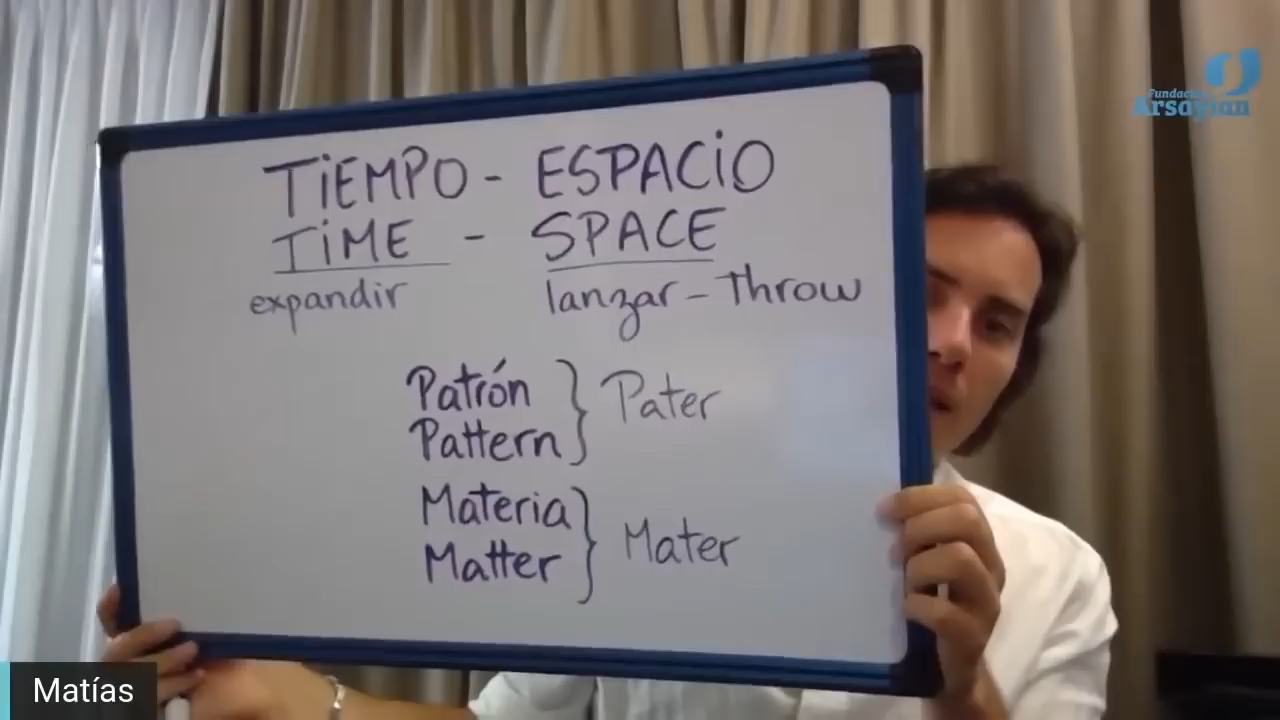 Fundación
Arsayian
TiEMPO - ESPACiO
TiME - SPACE
expandir lanzar - Throw
Patrón } Pater
Pattern
Materia } Mater
Matter
Matías